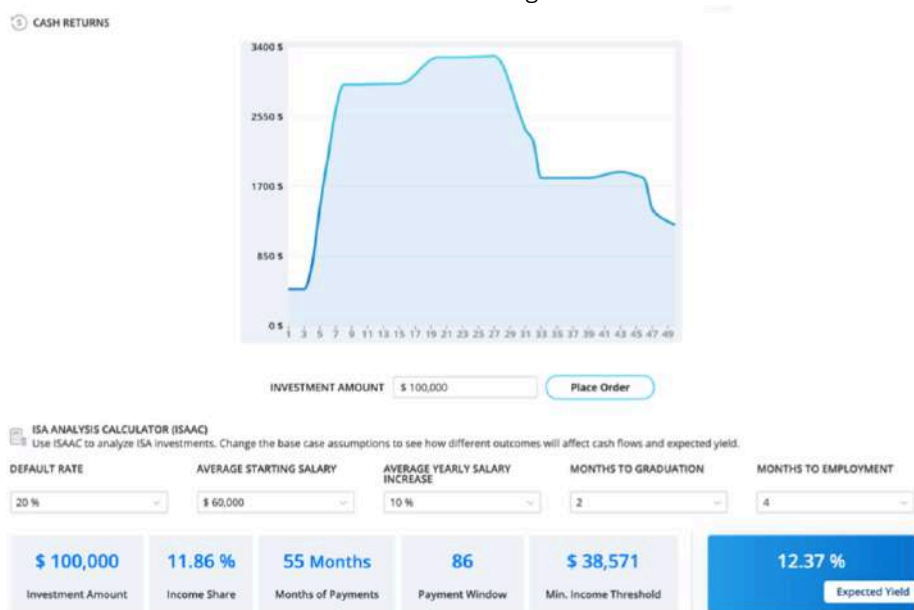 CASH RETURNS
3400 $
2550 $
1700 $
850 $
0 $
1 3 5 7 9 11 13 15 17 19 21 23 25 27 29 31 33 35 37 39 41 43 45 47 49
INVESTMENT AMOUNT $ 100,000 Place Order
ISA ANALYSIS CALCULATOR (ISAAC)
Use ISAAC to analyze ISA investments. Change the base case assumptions to see how different outcomes will affect cash flows and expected yield.
DEFAULT RATE AVERAGE STARTING SALARY AVERAGE YEARLY SALARY INCREASE MONTHS TO GRADUATION MONTHS TO EMPLOYMENT
20 % $ 60,000 10 % 2 4
$ 100,000 11.86 % 55 Months 86 $ 38,571 12.37 %
Investment Amount Income Share Months of Payments Payment Window Min. Income Threshold Expected Yield